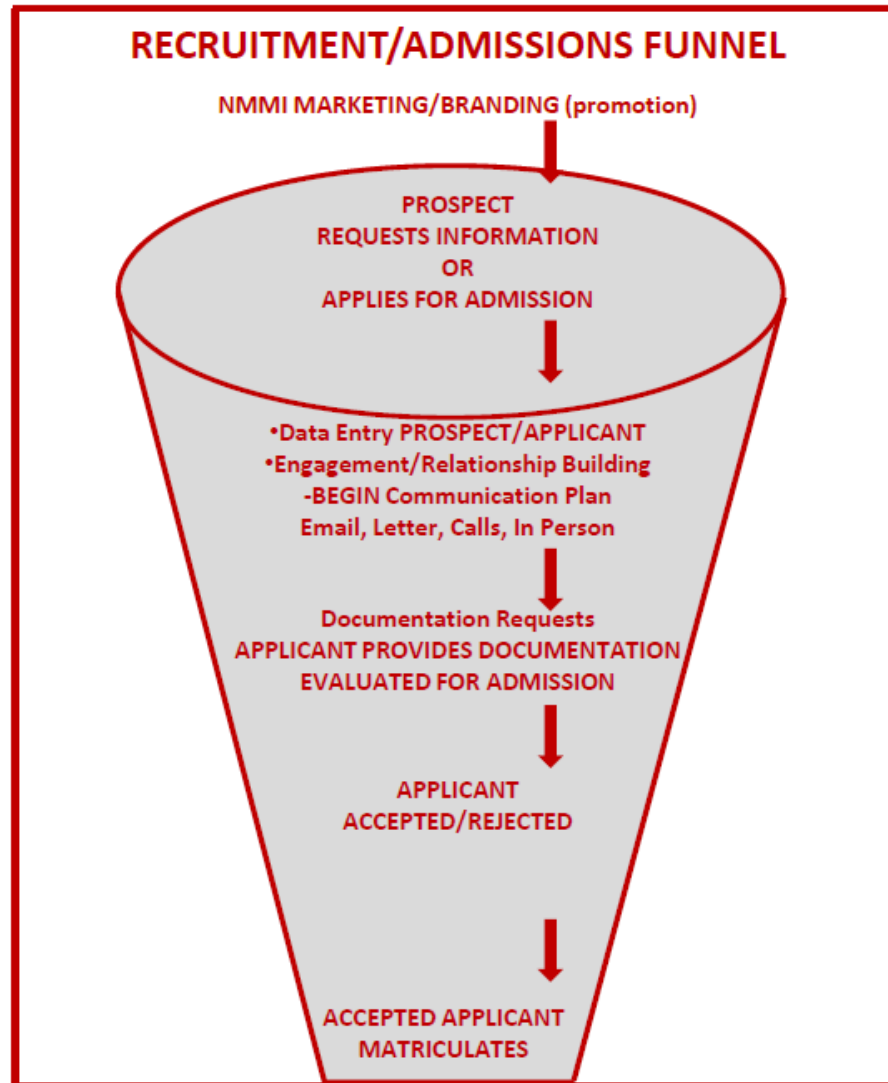 RECRUITMENT/ADMISSIONS FUNNEL
NMMI MARKETING/BRANDING (promotion)
PROSPECT
REQUESTS INFORMATION
OR
APPLIES FOR ADMISSION
•Data Entry PROSPECT/APPLICANT
•Engagement/Relationship Building
-BEGIN Communication Plan
Email, Letter, Calls, In Person
Documentation Requests
APPLICANT PROVIDES DOCUMENTATION
EVALUATED FOR ADMISSION
APPLICANT
ACCEPTED/REJECTED
ACCEPTED APPLICANT
MATRICULATES